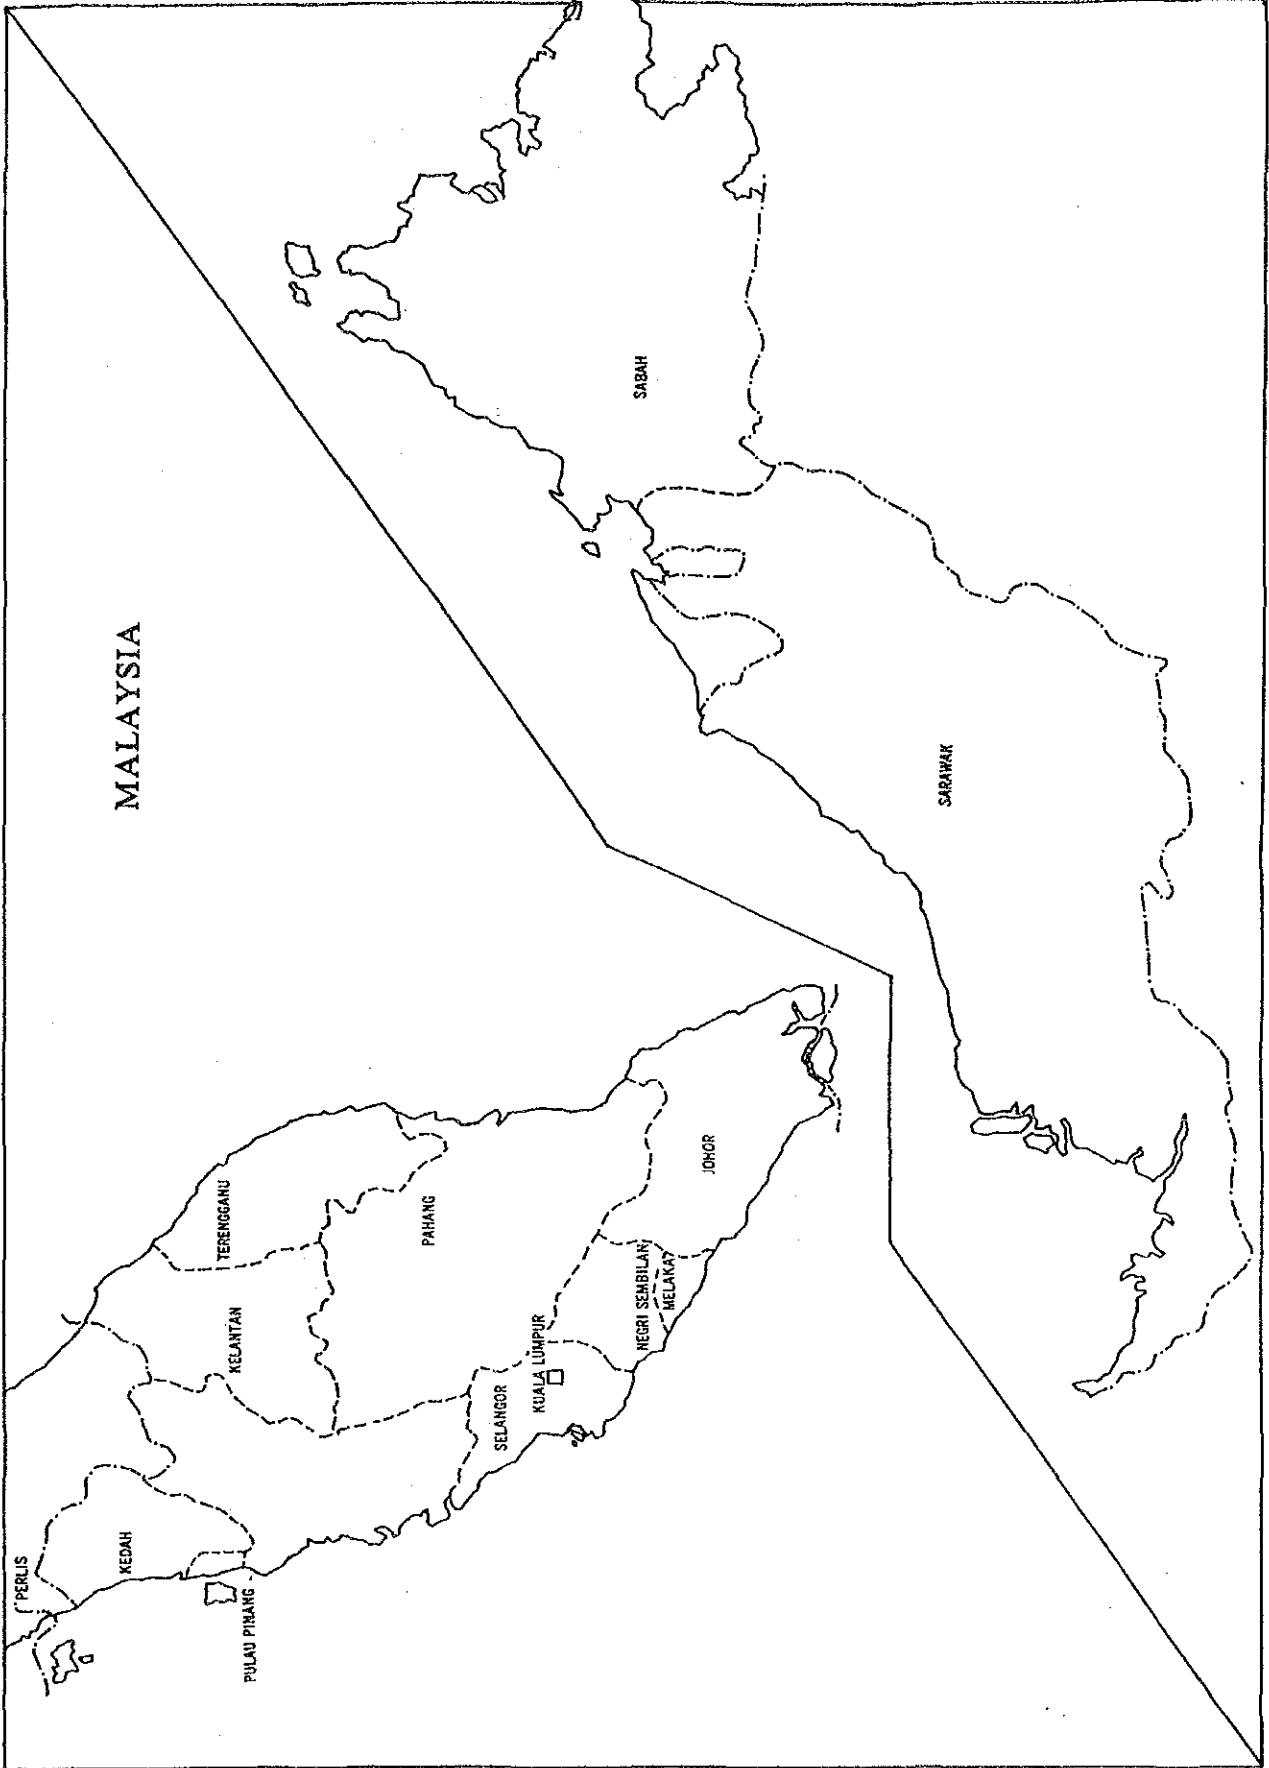 MALAYSIA
PERLIS
KEDAH
PULAU PINANG
KELANTAN
TERENGGANU
PAHANG
SELANGOR
KUALA LUMPUR
NEGRI SEMBILAN
MELAKA
JOHOR
SABAH
SARAWAK